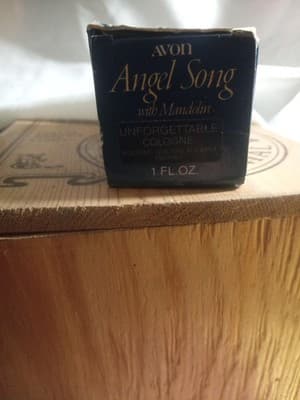 AVON
Angel Song
with Mandolin
UNFORGETTABLE
COLOGNE
1 FL.OZ.